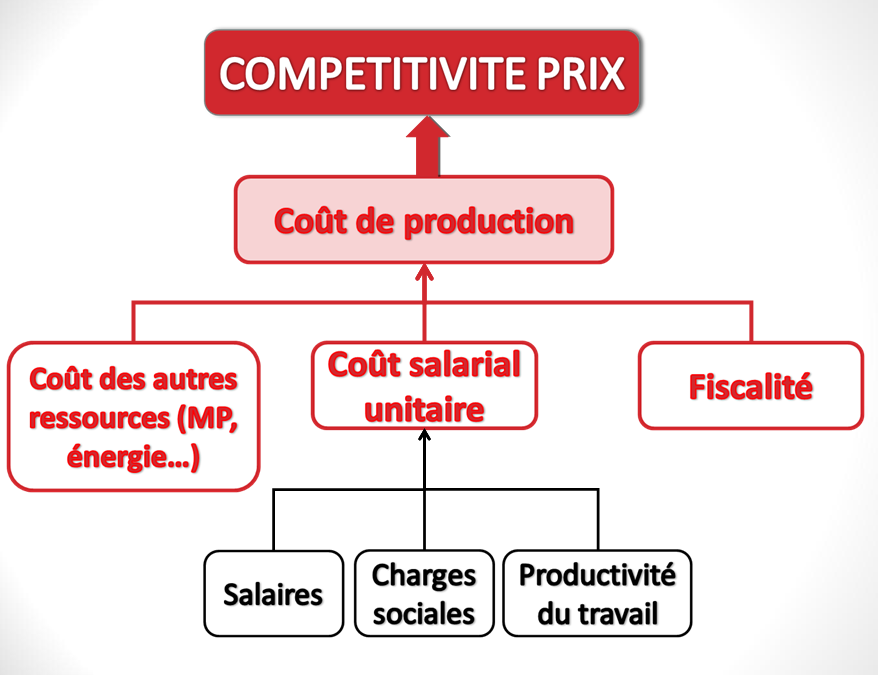 COMPETITIVITE PRIX
Coût de production
Coût des autres
ressources (MP,
énergie...)
Coût salarial
unitaire
Fiscalité
Salaires
Charges
sociales
Productivité
du travail